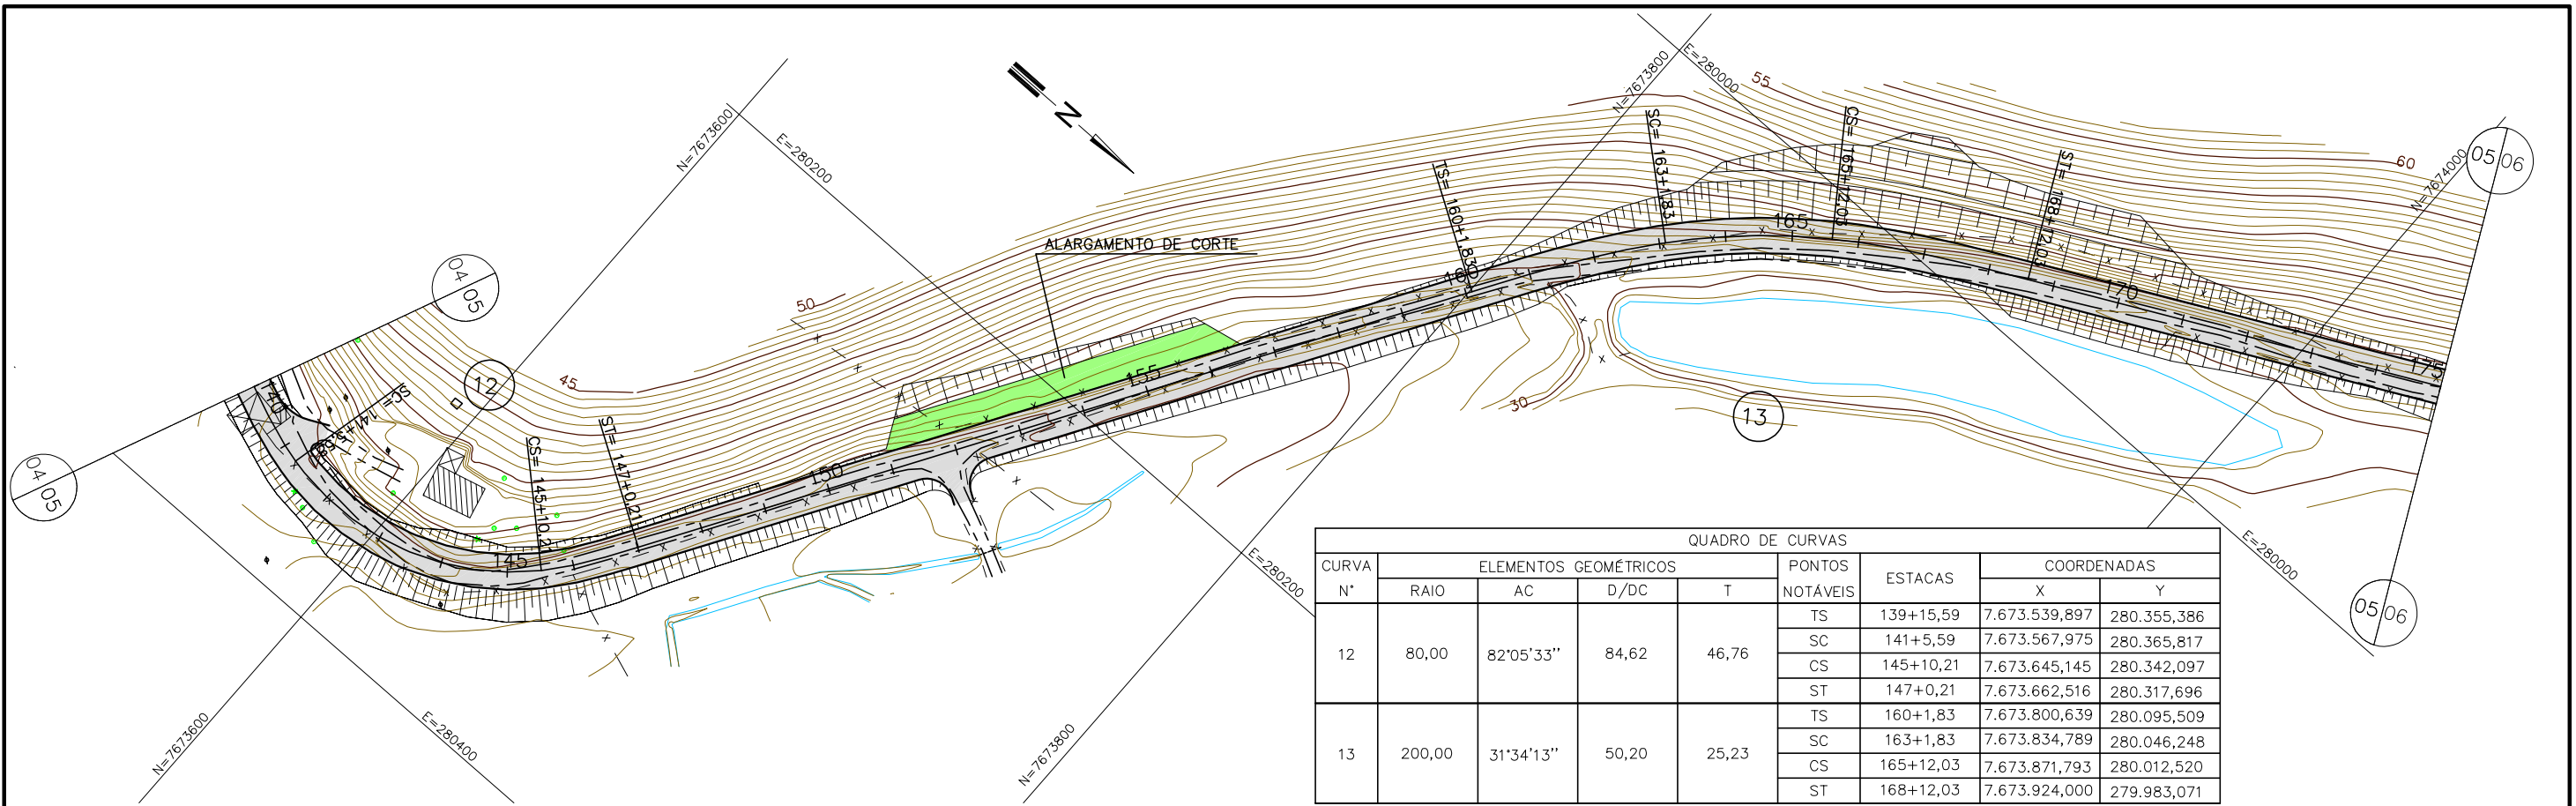 N=7673600
E=280200
N
N=7673800
E=280000
55
60
05 06
N=7674000
ALARGAMENTO DE CORTE
TS= 160+1,83
SC= 163+1,83
CS= 165+12,03
ST= 168+12,03
04 05
12
50
45
140
SC= 141+5,59
CS= 145+10,21
ST= 147+0,21
145
150
155
160
165
170
175
30
13
04 05
N=7673600
E=280400
N=7673800
E=280200
E=280000
05 06
QUADRO DE CURVAS
CURVA N° ELEMENTOS GEOMÉTRICOS PONTOS NOTÁVEIS ESTACAS COORDENADAS
RAIO AC D/DC T X Y
TS 139+15,59 7.673.539,897 280.355,386
SC 141+5,59 7.673.567,975 280.365,817
12 80,00 82°05'33'' 84,62 46,76
CS 145+10,21 7.673.645,145 280.342,097
ST 147+0,21 7.673.662,516 280.317,696
TS 160+1,83 7.673.800,639 280.095,509
SC 163+1,83 7.673.834,789 280.046,248
13 200,00 31°34'13'' 50,20 25,23
CS 165+12,03 7.673.871,793 280.012,520
ST 168+12,03 7.673.924,000 279.983,071